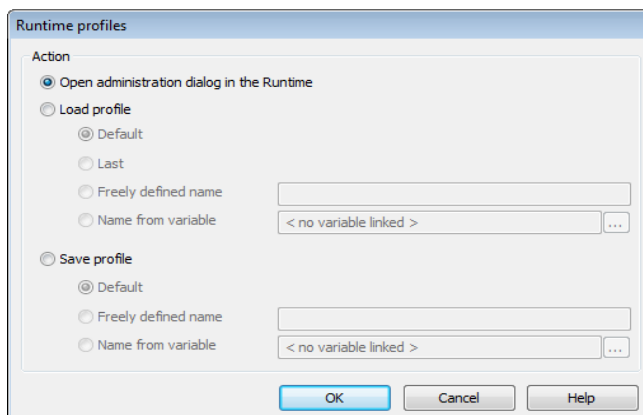 Runtime profiles
Action
Open administration dialog in the Runtime
Load profile
Default
Last
Freely defined name
Name from variable < no variable linked > ...
Save profile
Default
Freely defined name
Name from variable < no variable linked > ...
OK Cancel Help